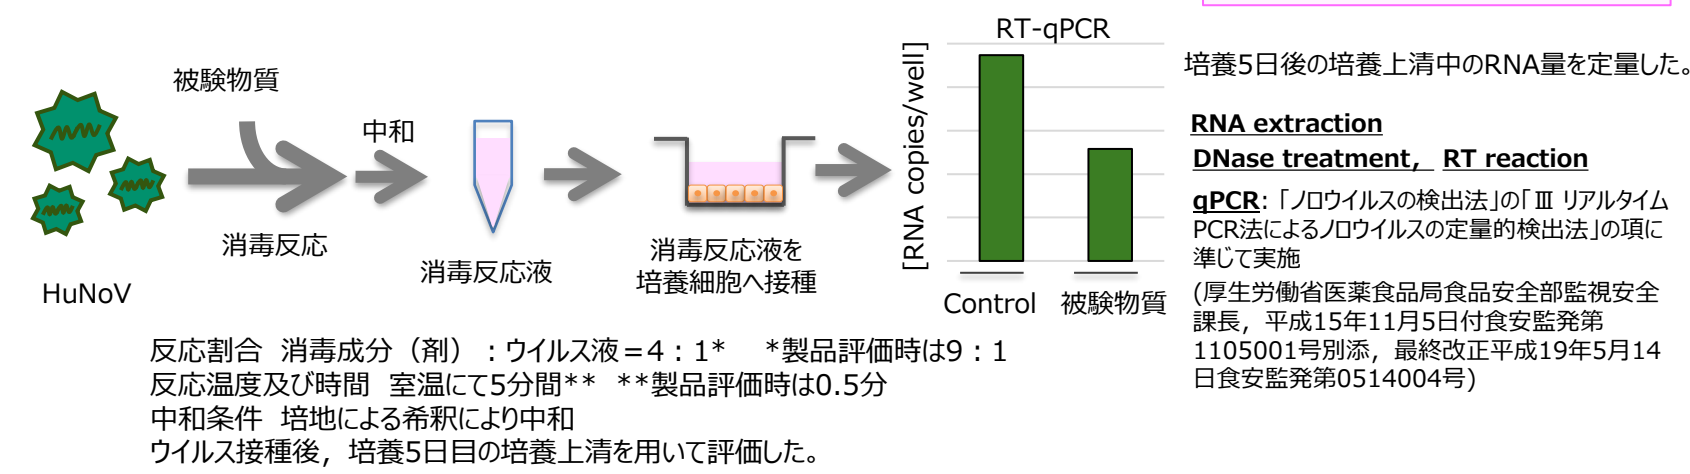 被験物質
中和
消毒反応
HuNoV
消毒反応液
消毒反応液を
培養細胞へ接種
RT-qPCR
[RNA copies/well]
Control 被験物質
反応割合 消毒成分（剤）：ウイルス液＝4：1* *製品評価時は9：1
反応温度及び時間 室温にて5分間** **製品評価時は0.5分
中和条件 培地による希釈により中和
ウイルス接種後，培養5日目の培養上清を用いて評価した。
培養5日後の培養上清中のRNA量を定量した。
RNA extraction
DNase treatment, RT reaction
qPCR:「ノロウイルスの検出法」の「Ⅲ リアルタイム
PCR法によるノロウイルスの定量的検出法」の項に
準じて実施
(厚生労働省医薬食品局食品安全部監視安全
課長，平成15年11月5日付食安監発第
1105001号別添，最終改正平成19年5月14
日食安監発第0514004号)